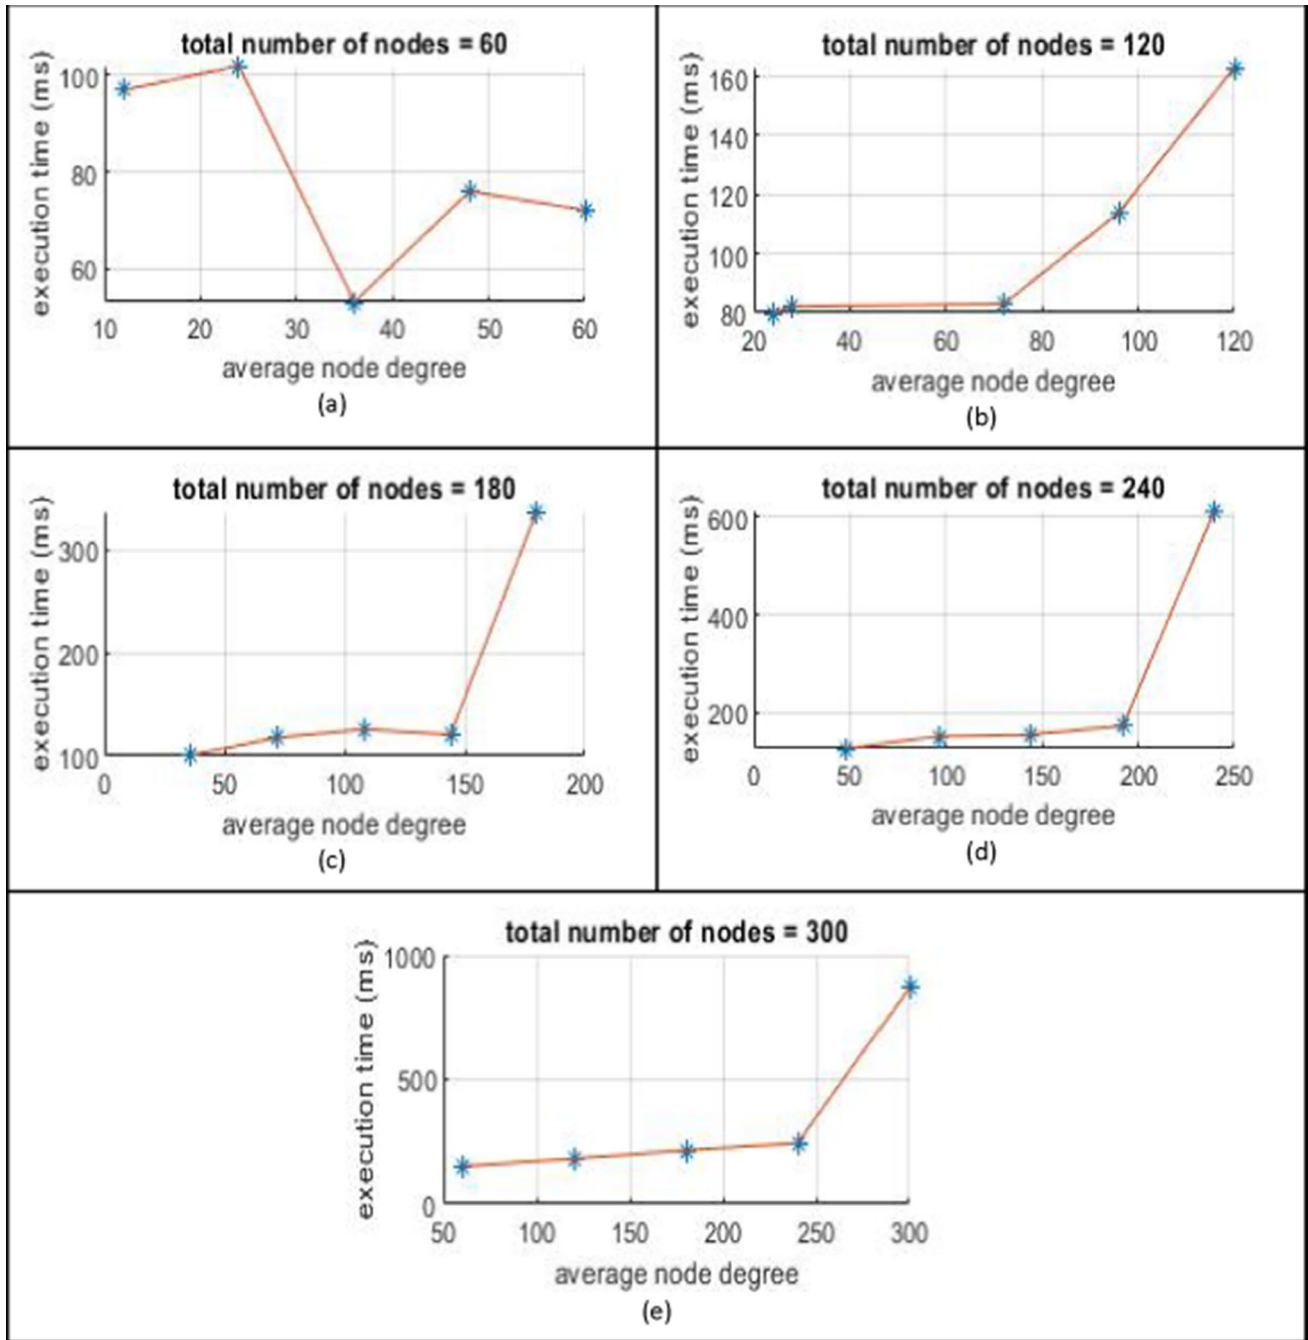 total number of nodes = 60
execution time (ms)
100
80
60
10 20 30 40 50 60
average node degree
(a)
total number of nodes = 120
execution time (ms)
160
140
120
100
80
20 40 60 80 100 120
average node degree
(b)
total number of nodes = 180
execution time (ms)
300
200
100
0 50 100 150 200
average node degree
(c)
total number of nodes = 240
execution time (ms)
600
400
200
0 50 100 150 200 250
average node degree
(d)
total number of nodes = 300
execution time (ms)
1000
500
0
50 100 150 200 250 300
average node degree
(e)